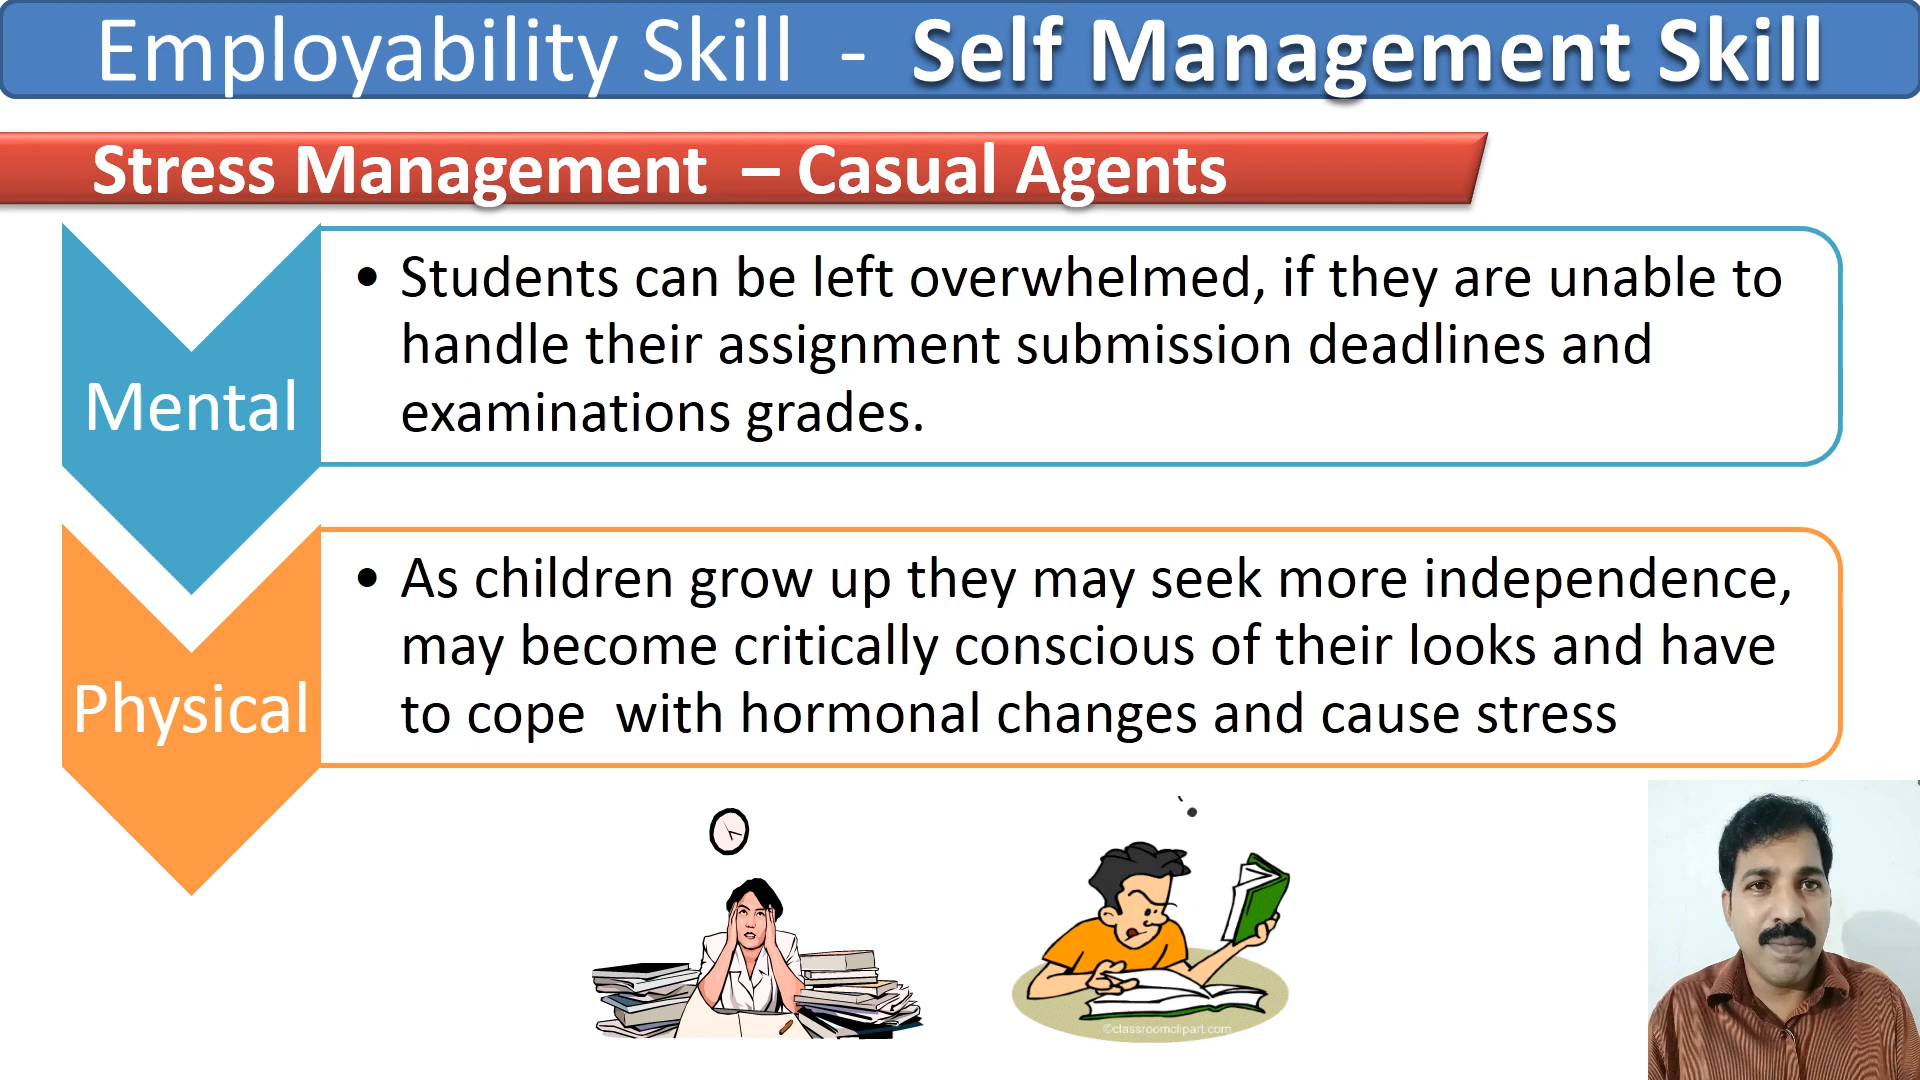 Employability Skill - Self Management Skill
Stress Management – Casual Agents
Mental
• Students can be left overwhelmed, if they are unable to
handle their assignment submission deadlines and
examinations grades.
Physical
• As children grow up they may seek more independence,
may become critically conscious of their looks and have
to cope with hormonal changes and cause stress
©classroomclipart.com